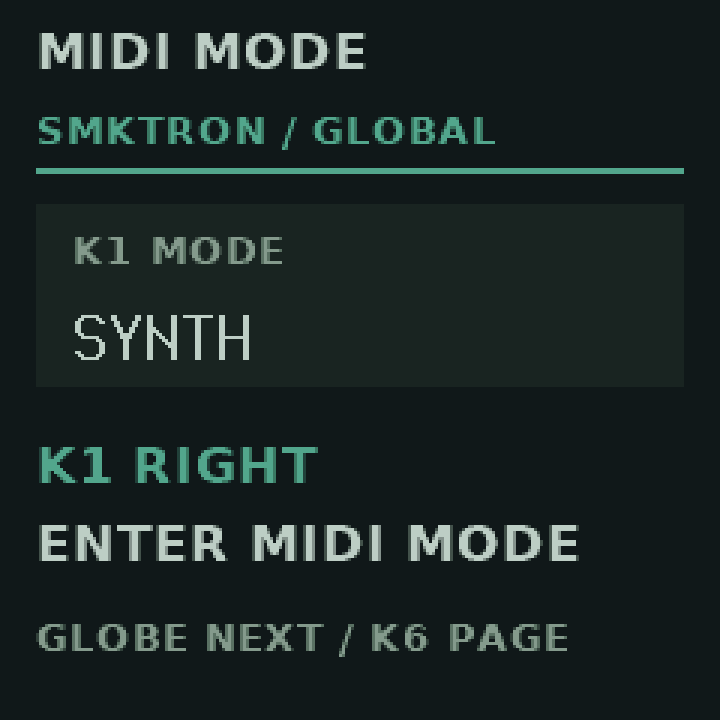 MIDI MODE
SMKTRON / GLOBAL
K1 MODE
SYNTH
K1 RIGHT
ENTER MIDI MODE
GLOBE NEXT / K6 PAGE